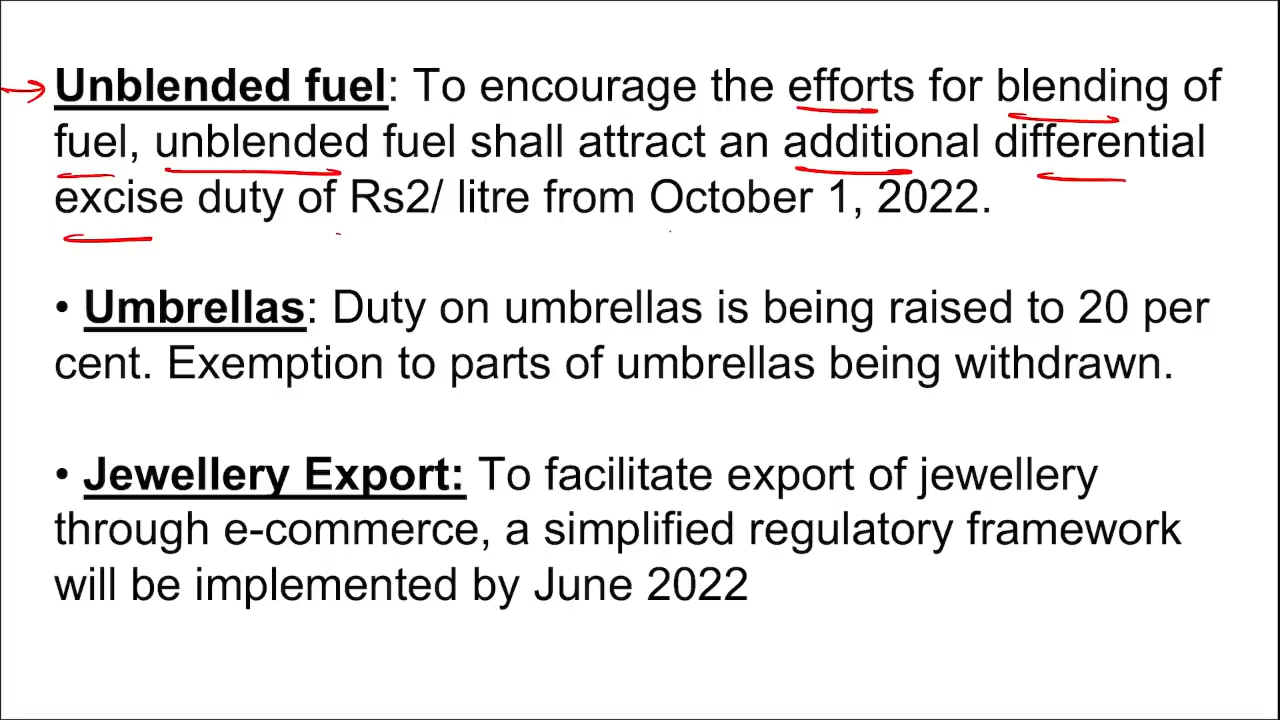 Unblended fuel: To encourage the efforts for blending of
fuel, unblended fuel shall attract an additional differential
excise duty of Rs2/ litre from October 1, 2022.
• Umbrellas: Duty on umbrellas is being raised to 20 per
cent. Exemption to parts of umbrellas being withdrawn.
• Jewellery Export: To facilitate export of jewellery
through e-commerce, a simplified regulatory framework
will be implemented by June 2022